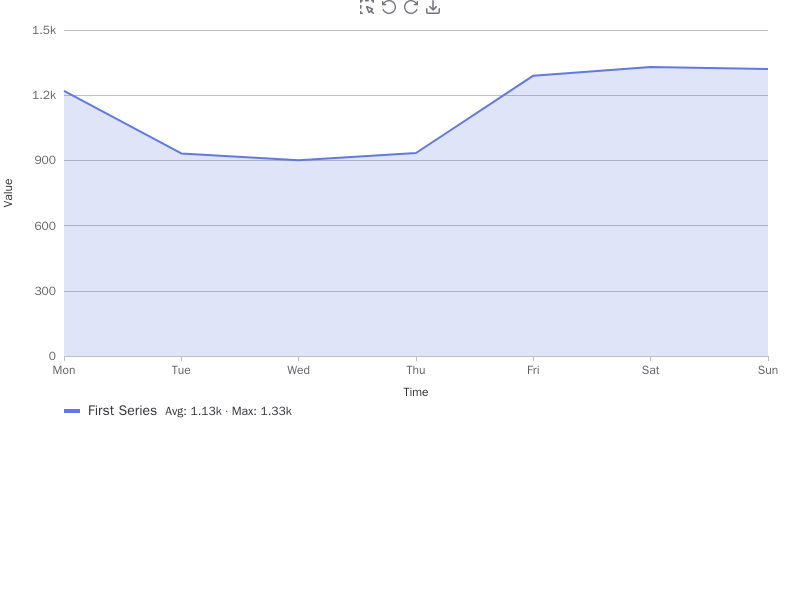 1.5k
1.2k
900
600
300
0
Value
Mon Tue Wed Thu Fri Sat Sun
Time
First Series Avg: 1.13k · Max: 1.33k